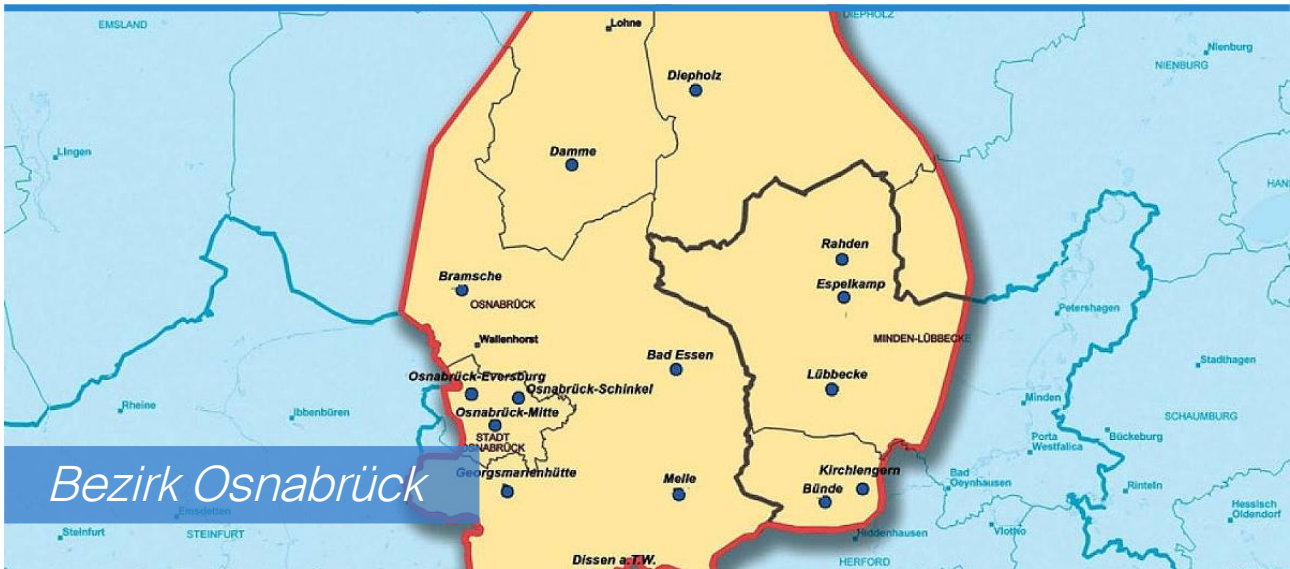 EMSLAND
Lohne
DIEPHOLZ
Nienburg
NIENBURG
Diepholz
Lingen
Damme
HAN
Rahden
Bramsche
OSNABRÜCK
Espelkamp
Petershagen
Wallenhorst
MINDEN-LÜBBECKE
Bad Essen
Stadthagen
Osnabrück-Eversburg
Osnabrück-Schinkel
Lübbecke
Rheine
Ibbenbüren
Osnabrück-Mitte
Minden
SCHAUMBURG
STADT
OSNABRÜCK
Porta
Westfalica
Bückeburg
Georgsmarienhütte
Kirchlengern
Bad
Oeynhausen
Melle
Bünde
Rinteln
Bezirk Osnabrück
Hessisch
Oldendorf
Emsdetten
Steinfurt
STEINFURT
Hiddenhausen
Vlotho
Dissen a.T.W.
HERFORD